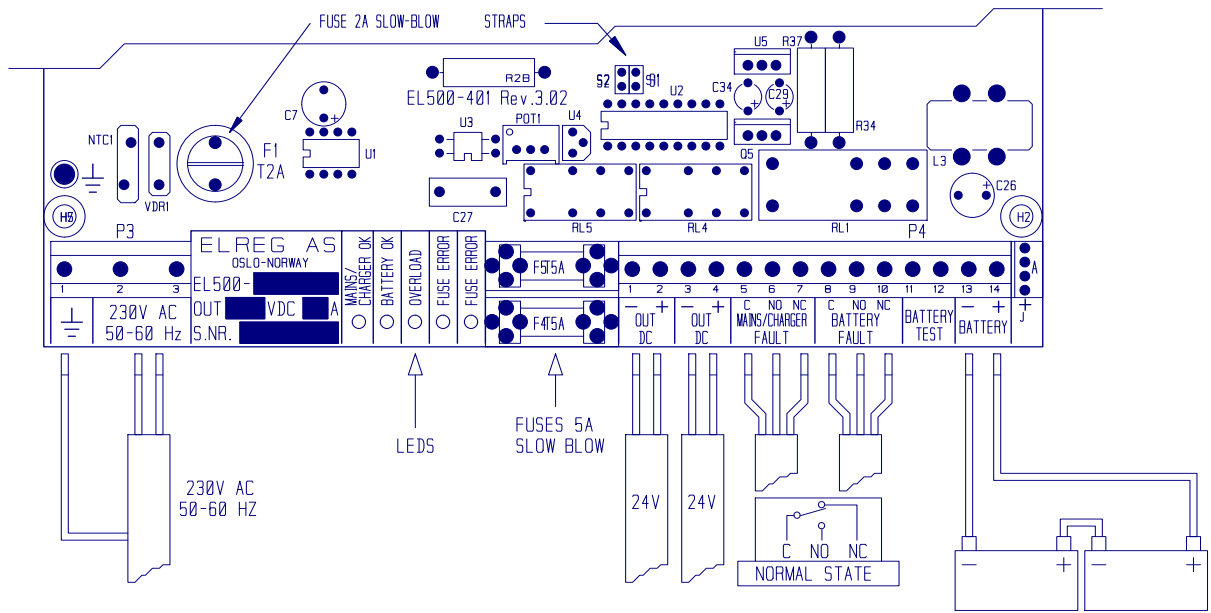 FUSE 2A SLOW-BLOW
STRAPS
R2B
EL500-401 Rev.3.02
S2
S1
U2
U5
R37
C34
C29
R34
L3
C7
U1
U3
POT1
U4
Q5
NTC1
VDR1
F1
T2A
C27
RL5
RL4
RL1
C26
H2
P3
P4
ELREG AS
OSLO-NORWAY
EL500-
OUT VDC A
S.NR.
1 2 3
230V AC
50-60 Hz
MAINS/
CHARGER OK
BATTERY OK
OVERLOAD
FUSE ERROR
FUSE ERROR
F5 T5A
F4 T5A
1 2 3 4 5 6 7 8 9 10 11 12 13 14
A
J
- + - + C NO NC C NO NC - +
OUT
DC
OUT
DC
MAINS/CHARGER
FAULT
BATTERY
FAULT
BATTERY
TEST
BATTERY
LEDS
FUSES 5A
SLOW BLOW
230V AC
50-60 HZ
24V
24V
C NO NC
NORMAL STATE
+
- + - +